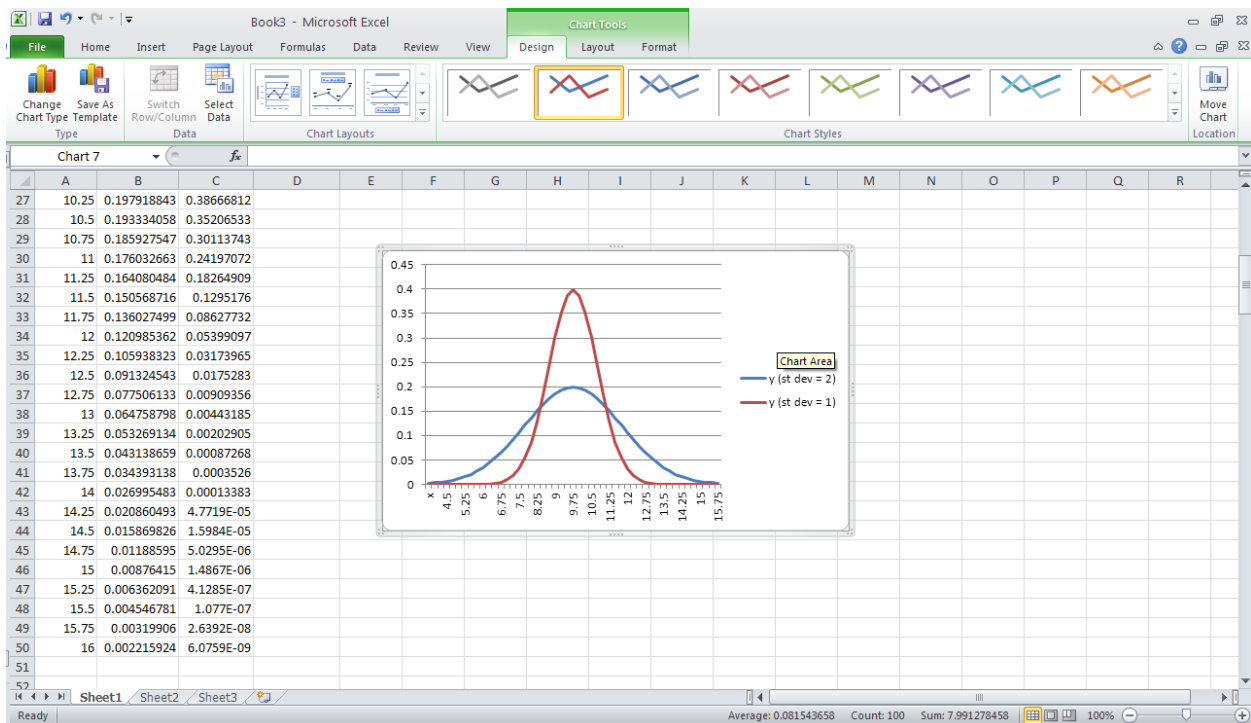 Book3 - Microsoft Excel
Chart Tools
File Home Insert Page Layout Formulas Data Review View Design Layout Format
Change Chart Type
Save As Template
Switch Row/Column
Select Data
Move Chart
Type Data Chart Layouts Chart Styles Location
Chart 7 fx
A B C D E F G H I J K L M N O P Q R
27 10.25 0.197918843 0.38666812
28 10.5 0.193334058 0.35206533
29 10.75 0.185927547 0.30113743
30 11 0.176032663 0.24197072
31 11.25 0.164080484 0.18264909
32 11.5 0.150568716 0.1295176
33 11.75 0.136027499 0.08627732
34 12 0.120985362 0.05399097
35 12.25 0.105938323 0.03173965
36 12.5 0.091324543 0.0175283
37 12.75 0.077506133 0.00909356
38 13 0.064758798 0.00443185
39 13.25 0.053269134 0.00202905
40 13.5 0.043138659 0.00087268
41 13.75 0.034393138 0.0003526
42 14 0.026995483 0.00013383
43 14.25 0.020860493 4.7719E-05
44 14.5 0.015869826 1.5984E-05
45 14.75 0.01188595 5.0295E-06
46 15 0.00876415 1.4867E-06
47 15.25 0.006362091 4.1285E-07
48 15.5 0.004546781 1.077E-07
49 15.75 0.00319906 2.6392E-08
50 16 0.002215924 6.0759E-09
51
52
0.45
0.4
0.35
0.3
0.25
0.2
0.15
0.1
0.05
0
x 4.5 5.25 6 6.75 7.5 8.25 9 9.75 10.5 11.25 12 12.75 13.5 14.25 15 15.75
Chart Area
y (st dev = 2)
y (st dev = 1)
Sheet1 Sheet2 Sheet3
Ready Average: 0.081543658 Count: 100 Sum: 7.991278458 100%